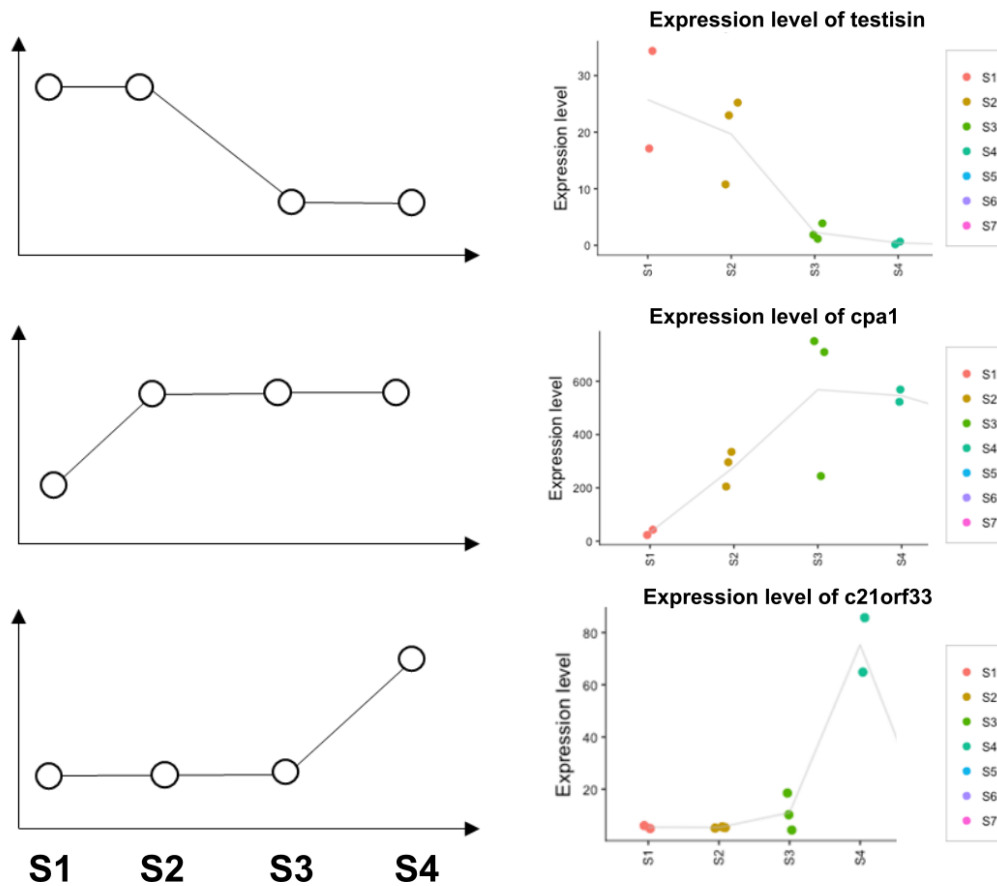 Expression level of testisin
Expression level
30
20
10
0
S1
S2
S3
S4
S1
S2
S3
S4
S5
S6
S7
Expression level of cpa1
Expression level
600
400
200
0
S1
S2
S3
S4
S1
S2
S3
S4
S5
S6
S7
Expression level of c21orf33
Expression level
80
60
40
20
S1
S2
S3
S4
S1
S2
S3
S4
S5
S6
S7
S1 S2 S3 S4